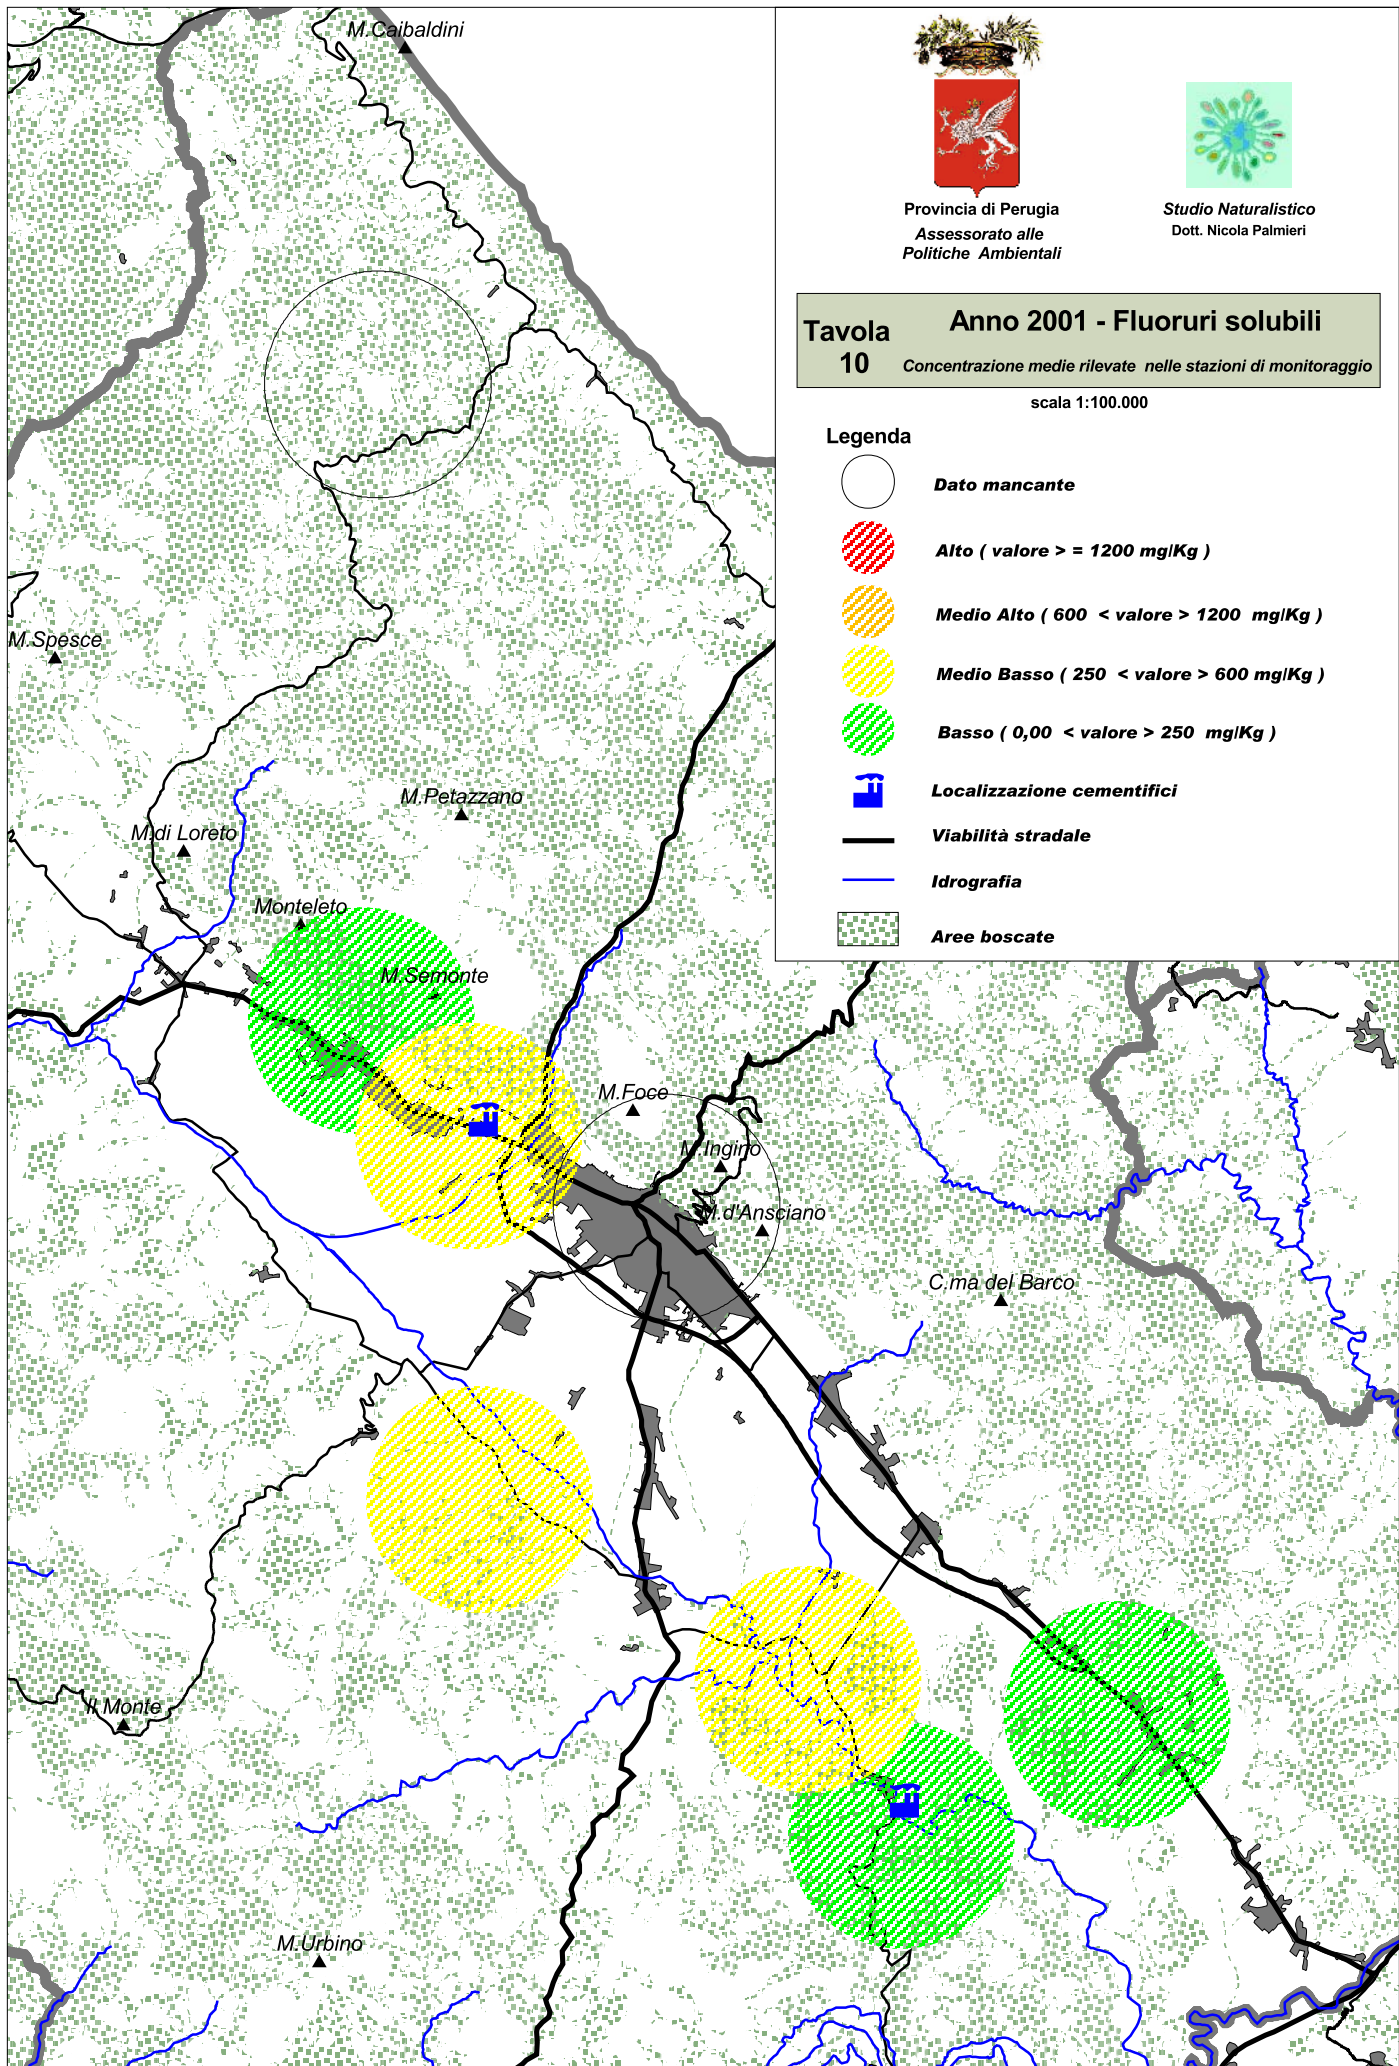 Provincia di Perugia
Assessorato alle
Politiche Ambientali
Studio Naturalistico
Dott. Nicola Palmieri
Tavola
10
Anno 2001 - Fluoruri solubili
Concentrazione medie rilevate nelle stazioni di monitoraggio
scala 1:100.000
Legenda
Dato mancante
Alto ( valore > = 1200 mg/Kg )
Medio Alto ( 600 < valore > 1200 mg/Kg )
Medio Basso ( 250 < valore > 600 mg/Kg )
Basso ( 0,00 < valore > 250 mg/Kg )
Localizzazione cementifici
Viabilità stradale
Idrografia
Aree boscate
M.Caibaldini
M.Spesce
M.Petazzano
M.di Loreto
Monteleto
M.Semonte
M.Foce
M.Ingino
M.d'Ansciano
C.ma del Barco
Il Monte
M.Urbino